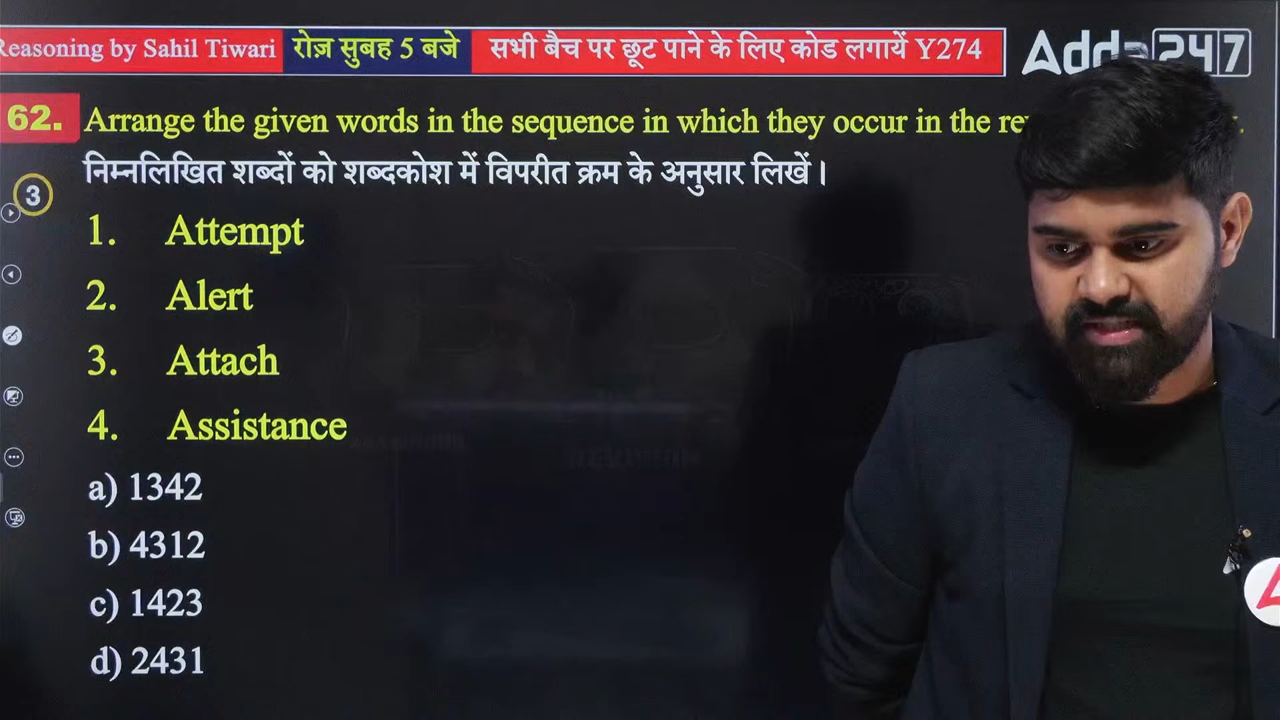 Reasoning by Sahil Tiwari रोज़ सुबह 5 बजे सभी बैच पर छूट पाने के लिए कोड लगायें Y274
Adda 247
62. Arrange the given words in the sequence in which they occur in the
निम्नलिखित शब्दों को शब्दकोश में विपरीत क्रम के अनुसार लिखें।
3
1. Attempt
2. Alert
3. Attach
4. Assistance
a) 1342
b) 4312
c) 1423
d) 2431